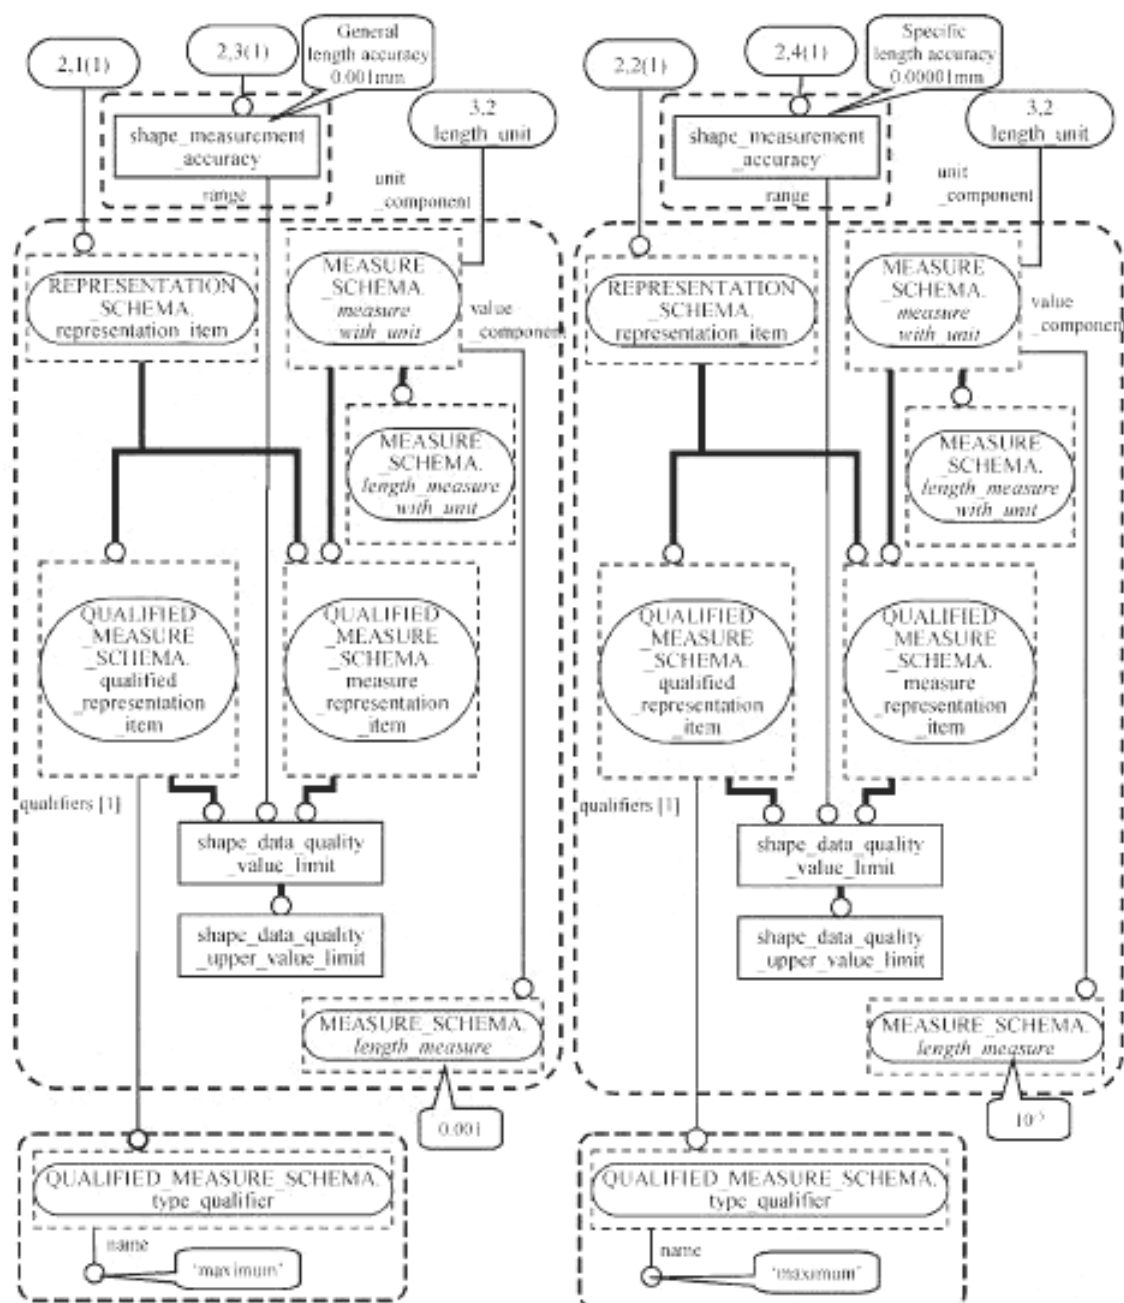 2,1(1)
2,3(1)
General
length accuracy
0.001mm
3,2
length_unit
shape_measurement
_accuracy
range
unit
_component
REPRESENTATION
_SCHEMA.
representation_item
MEASURE
_SCHEMA.
measure
_with_unit
value
_component
MEASURE
_SCHEMA.
length_measure
_with_unit
QUALIFIED
_MEASURE
_SCHEMA.
qualified
_representation
_item
QUALIFIED
_MEASURE
_SCHEMA.
measure
_representation
_item
qualifiers [1]
shape_data_quality
_value_limit
shape_data_quality
_upper_value_limit
MEASURE_SCHEMA.
length_measure
0.001
QUALIFIED_MEASURE_SCHEMA.
type_qualifier
name
'maximum'
2,2(1)
2,4(1)
Specific
length accuracy
0.00001mm
3,2
length_unit
shape_measurement
_accuracy
range
unit
_component
REPRESENTATION
_SCHEMA.
representation_item
MEASURE
_SCHEMA.
measure
_with_unit
value
_component
MEASURE
_SCHEMA.
length_measure
_with_unit
QUALIFIED
_MEASURE
_SCHEMA.
qualified
_representation
_item
QUALIFIED
_MEASURE
_SCHEMA.
measure
_representation
_item
qualifiers [1]
shape_data_quality
_value_limit
shape_data_quality
_upper_value_limit
MEASURE_SCHEMA.
length_measure
10⁻⁵
QUALIFIED_MEASURE_SCHEMA.
type_qualifier
name
'maximum'